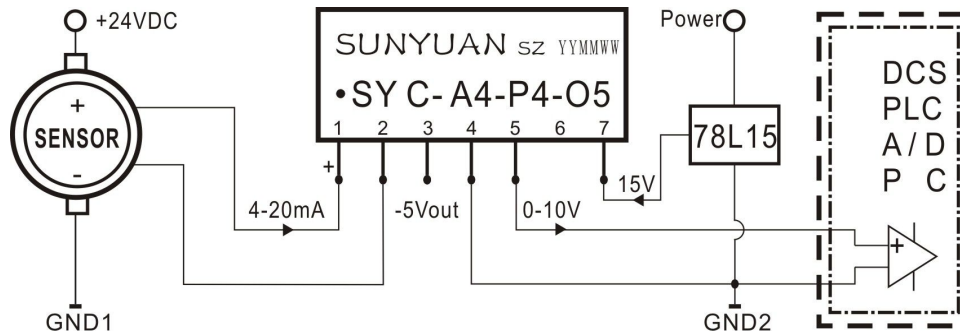 +24VDC
+
SENSOR
-
GND1
4-20mA
SUNYUAN SZ YYMMWW
•SY C- A4-P4-O5
1 2 3 4 5 6 7
+
-5Vout
0-10V
15V
Power
78L15
GND2
DCS
PLC
A/D
P C
+